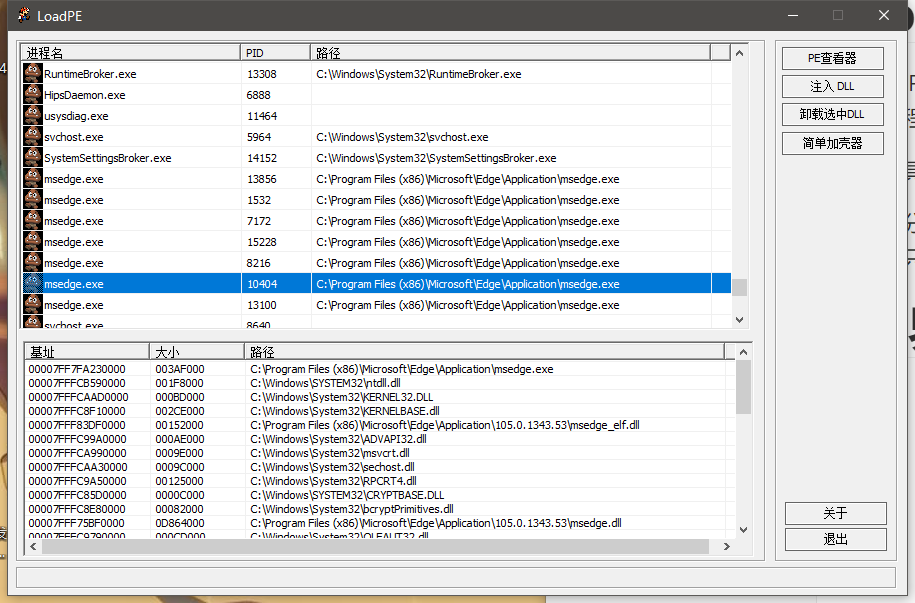 LoadPE
进程名 PID 路径
RuntimeBroker.exe 13308 C:\Windows\System32\RuntimeBroker.exe
HipsDaemon.exe 6888
usysdiag.exe 11464
svchost.exe 5964 C:\Windows\System32\svchost.exe
SystemSettingsBroker.exe 14152 C:\Windows\System32\SystemSettingsBroker.exe
msedge.exe 13856 C:\Program Files (x86)\Microsoft\Edge\Application\msedge.exe
msedge.exe 1532 C:\Program Files (x86)\Microsoft\Edge\Application\msedge.exe
msedge.exe 7172 C:\Program Files (x86)\Microsoft\Edge\Application\msedge.exe
msedge.exe 15228 C:\Program Files (x86)\Microsoft\Edge\Application\msedge.exe
msedge.exe 8216 C:\Program Files (x86)\Microsoft\Edge\Application\msedge.exe
msedge.exe 10404 C:\Program Files (x86)\Microsoft\Edge\Application\msedge.exe
msedge.exe 13100 C:\Program Files (x86)\Microsoft\Edge\Application\msedge.exe
svchost.exe 8640
基址 大小 路径
00007FF7FA230000 003AF000 C:\Program Files (x86)\Microsoft\Edge\Application\msedge.exe
00007FFFCB590000 001F8000 C:\Windows\SYSTEM32\ntdll.dll
00007FFFCAAD0000 000BD000 C:\Windows\System32\KERNEL32.DLL
00007FFFC8F10000 002CE000 C:\Windows\System32\KERNELBASE.dll
00007FFF83DF0000 00152000 C:\Program Files (x86)\Microsoft\Edge\Application\105.0.1343.53\msedge_elf.dll
00007FFFC99A0000 000AE000 C:\Windows\System32\ADVAPI32.dll
00007FFFCA990000 0009E000 C:\Windows\System32\msvcrt.dll
00007FFFCAA30000 0009C000 C:\Windows\System32\sechost.dll
00007FFFC9A50000 00125000 C:\Windows\System32\RPCRT4.dll
00007FFFC85D0000 0000C000 C:\Windows\SYSTEM32\CRYPTBASE.DLL
00007FFFC8E80000 00082000 C:\Windows\System32\bcryptPrimitives.dll
00007FFF75BF0000 0D864000 C:\Program Files (x86)\Microsoft\Edge\Application\105.0.1343.53\msedge.dll
00007FFFC9790000 000CD000 C:\Windows\System32\OLEAUT32.dll
PE查看器
注入 DLL
卸载选中DLL
简单加壳器
关于
退出